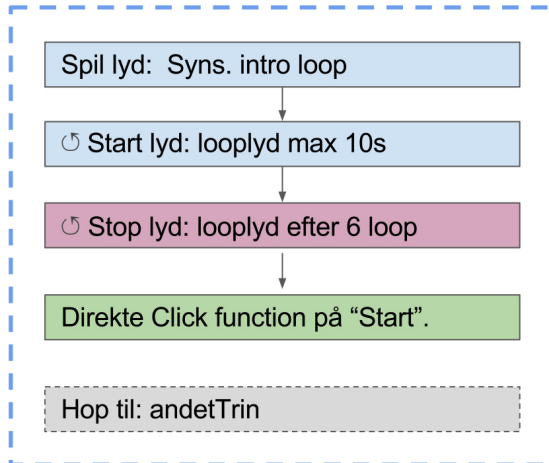 Spil lyd:  Syns. intro loop
↺ Start lyd: looplyd max 10s
↺ Stop lyd: looplyd efter 6 loop
Direkte Click function på “Start”.
Hop til: andetTrin